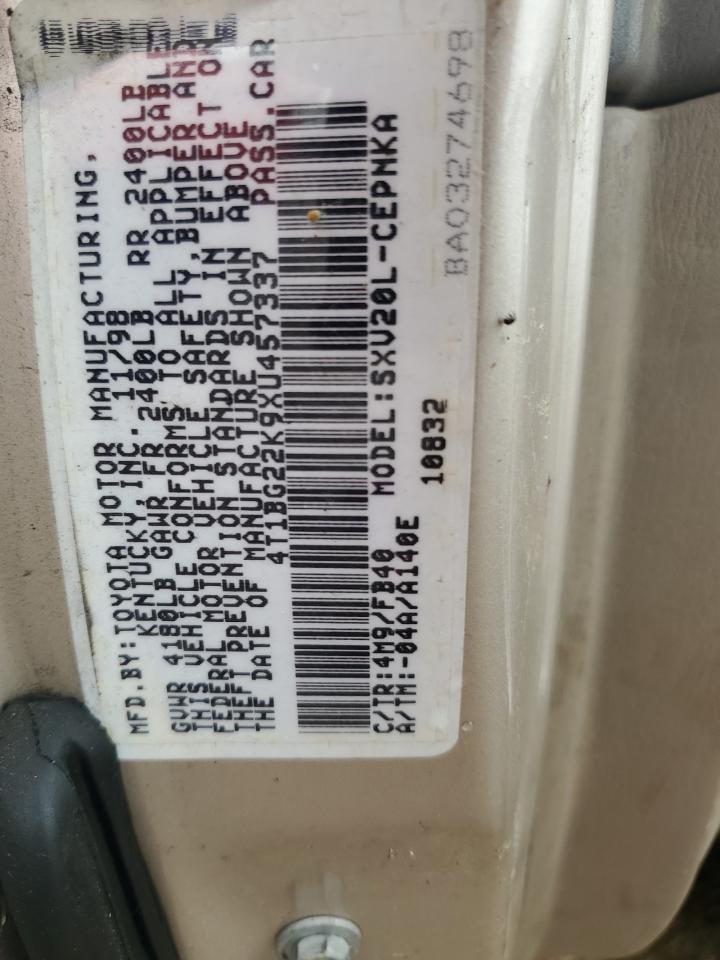 MFD.BY:TOYOTA MOTOR MANUFACTURING,
KENTUCKY,INC. 11/98
GVWR 4180LB GAWR FR 2400LB RR 2400LB
THIS VEHICLE CONFORMS TO ALL APPLICABLE
FEDERAL MOTOR VEHICLE SAFETY,BUMPER AND
THEFT PREVENTION STANDARDS IN EFFECT ON
THE DATE OF MANUFACTURE SHOWN ABOVE
4T1BG22K9XU457337 PASS.CAR
C/TR:4M9/FB40 MODEL:SXV20L-CEPNKA
A/TM:-04A/A140E 10832
BA03274698